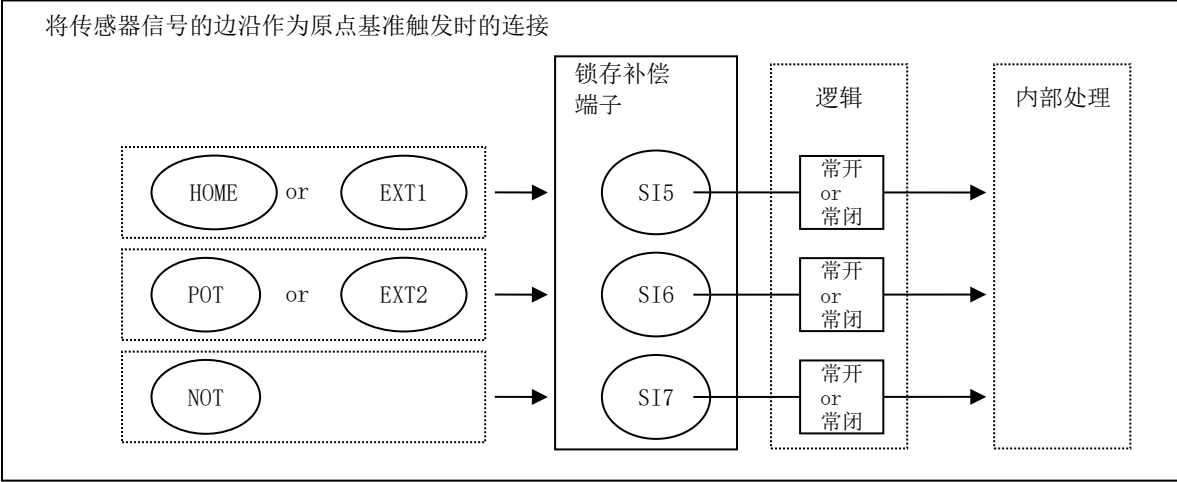 将传感器信号的边沿作为原点基准触发时的连接
锁存补偿
端子
逻辑
内部处理
HOME or EXT1
SI5
常开
or
常闭
POT or EXT2
SI6
常开
or
常闭
NOT
SI7
常开
or
常闭